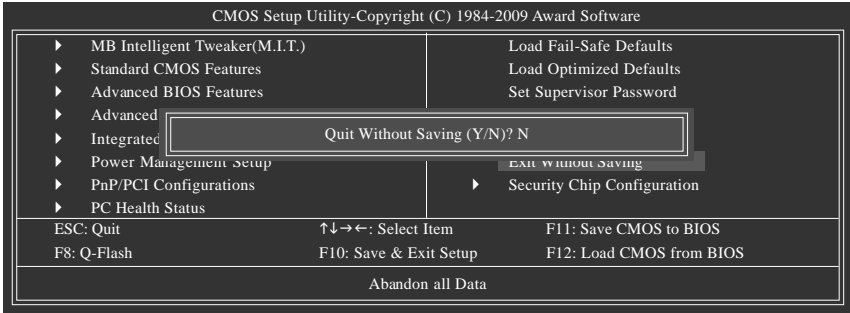 CMOS Setup Utility-Copyright (C) 1984-2009 Award Software
MB Intelligent Tweaker(M.I.T.)
Standard CMOS Features
Advanced BIOS Features
Advanced
Integrated
Power Management Setup
PnP/PCI Configurations
PC Health Status
Load Fail-Safe Defaults
Load Optimized Defaults
Set Supervisor Password
Exit Without Saving
Security Chip Configuration
Quit Without Saving (Y/N)? N
ESC: Quit ↑↓→←: Select Item F11: Save CMOS to BIOS
F8: Q-Flash F10: Save & Exit Setup F12: Load CMOS from BIOS
Abandon all Data